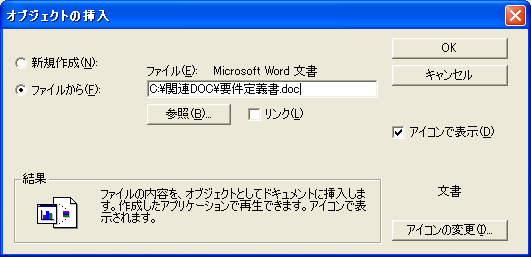 オブジェクトの挿入
新規作成(N):
ファイルから(F):
ファイル(E): Microsoft Word 文書
C:¥関連DOC¥要件定義書.doc
参照(B)...
リンク(L)
OK
キャンセル
アイコンで表示(D)
結果
ファイルの内容を、オブジェクトとしてドキュメントに挿入しま
す。作成したアプリケーションで再生できます。アイコンで表
示されます。
文書
アイコンの変更(I)...